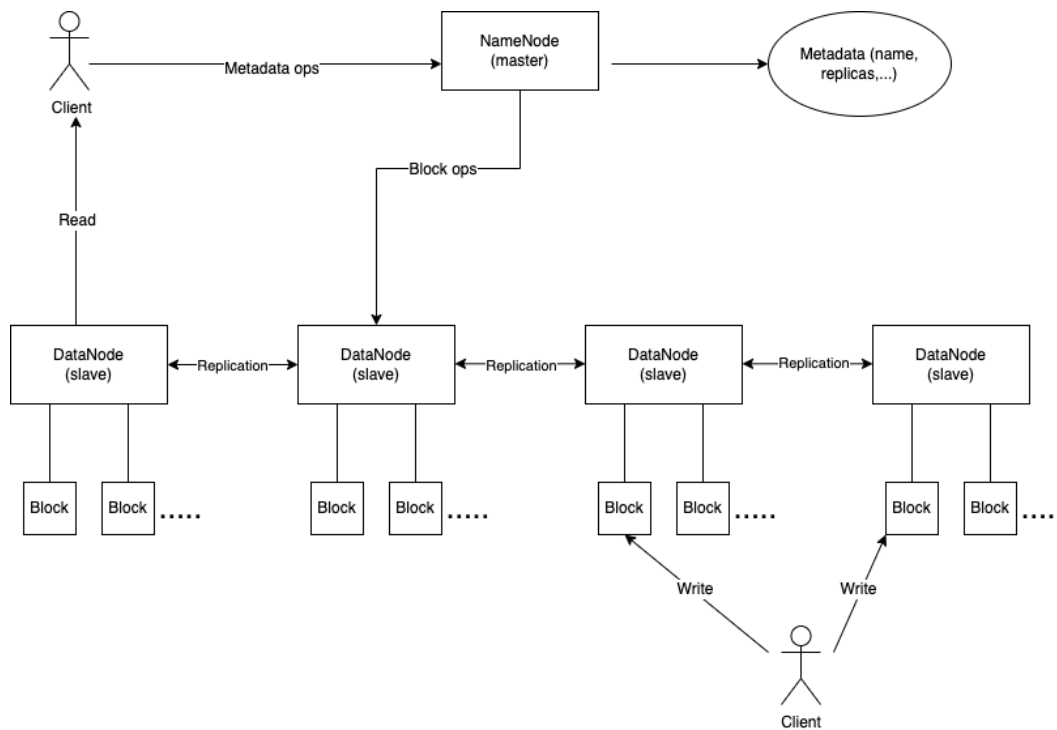 NameNode
(master)
Metadata (name,
replicas,...)
Metadata ops
Client
Block ops
Read
DataNode
(slave)
Replication
DataNode
(slave)
Replication
DataNode
(slave)
Replication
DataNode
(slave)
Block
Block
.....
Block
Block
.....
Block
Block
.....
Block
Block
....
Write
Write
Client